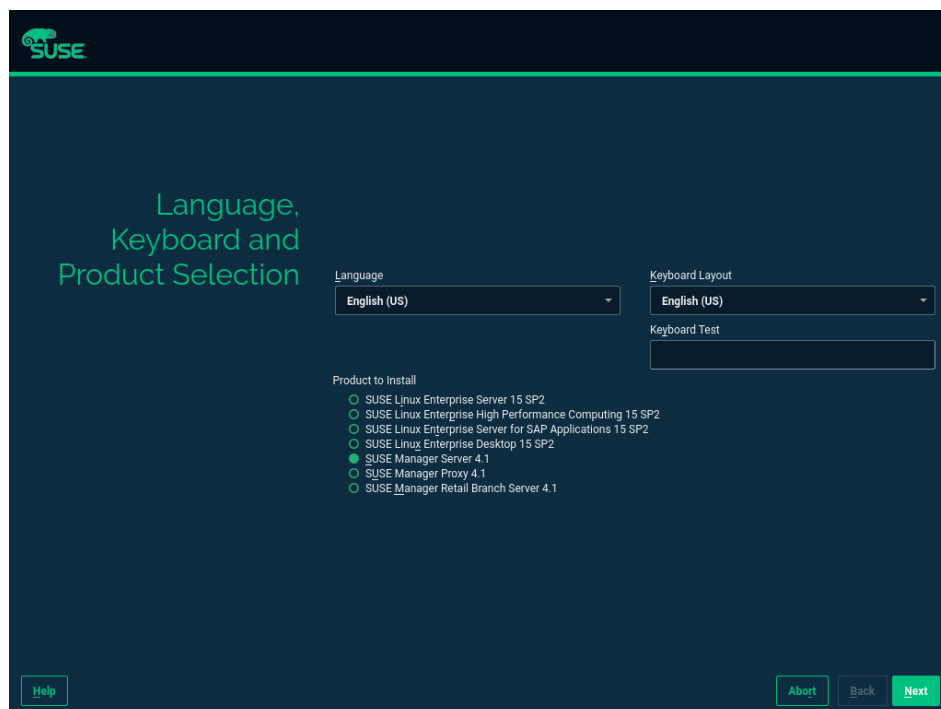 SUSE
Language,
Keyboard and
Product Selection
Language
Keyboard Layout
English (US)
English (US)
Keyboard Test
Product to Install
SUSE Linux Enterprise Server 15 SP2
SUSE Linux Enterprise High Performance Computing 15 SP2
SUSE Linux Enterprise Server for SAP Applications 15 SP2
SUSE Linux Enterprise Desktop 15 SP2
SUSE Manager Server 4.1
SUSE Manager Proxy 4.1
SUSE Manager Retail Branch Server 4.1
Help
Abort
Back
Next